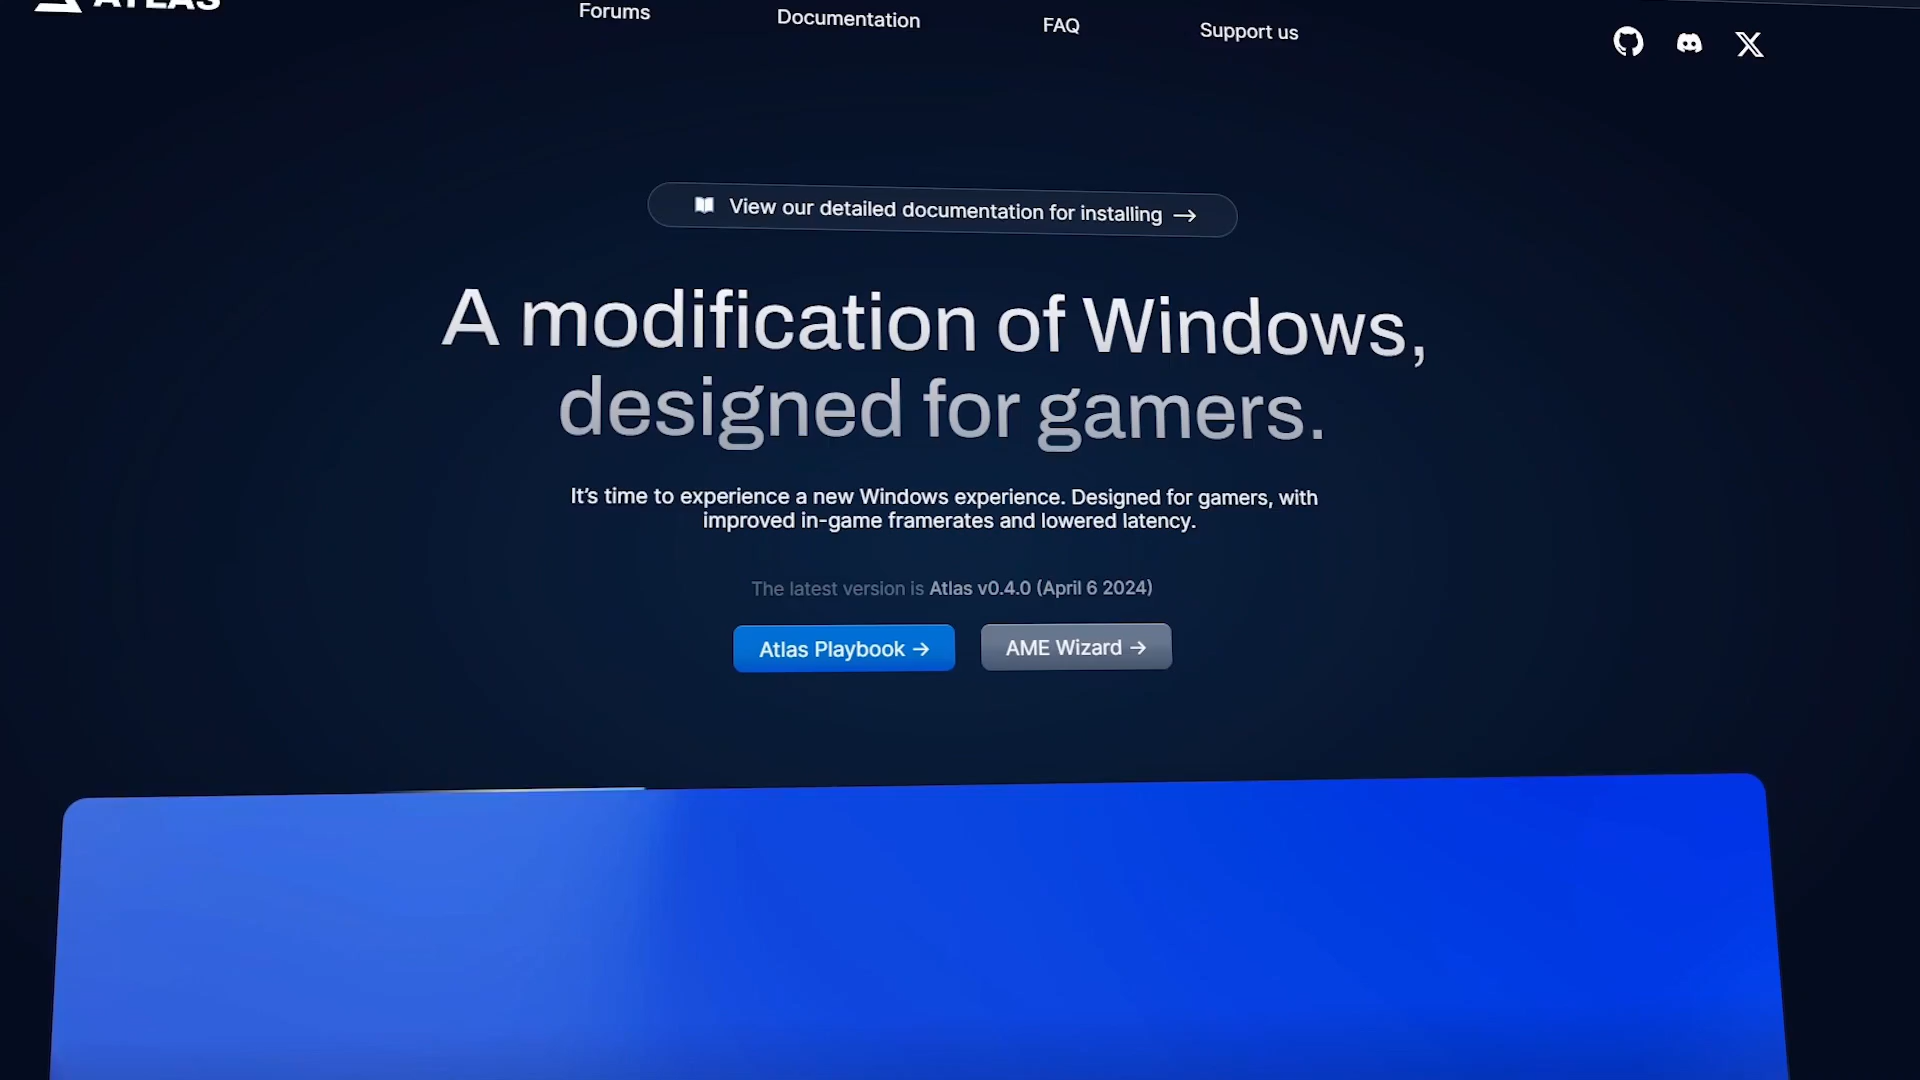 ATLAS
Forums
Documentation
FAQ
Support us
View our detailed documentation for installing →
A modification of Windows,
designed for gamers.
It's time to experience a new Windows experience. Designed for gamers, with
improved in-game framerates and lowered latency.
The latest version is Atlas v0.4.0 (April 6 2024)
Atlas Playbook →
AME Wizard →